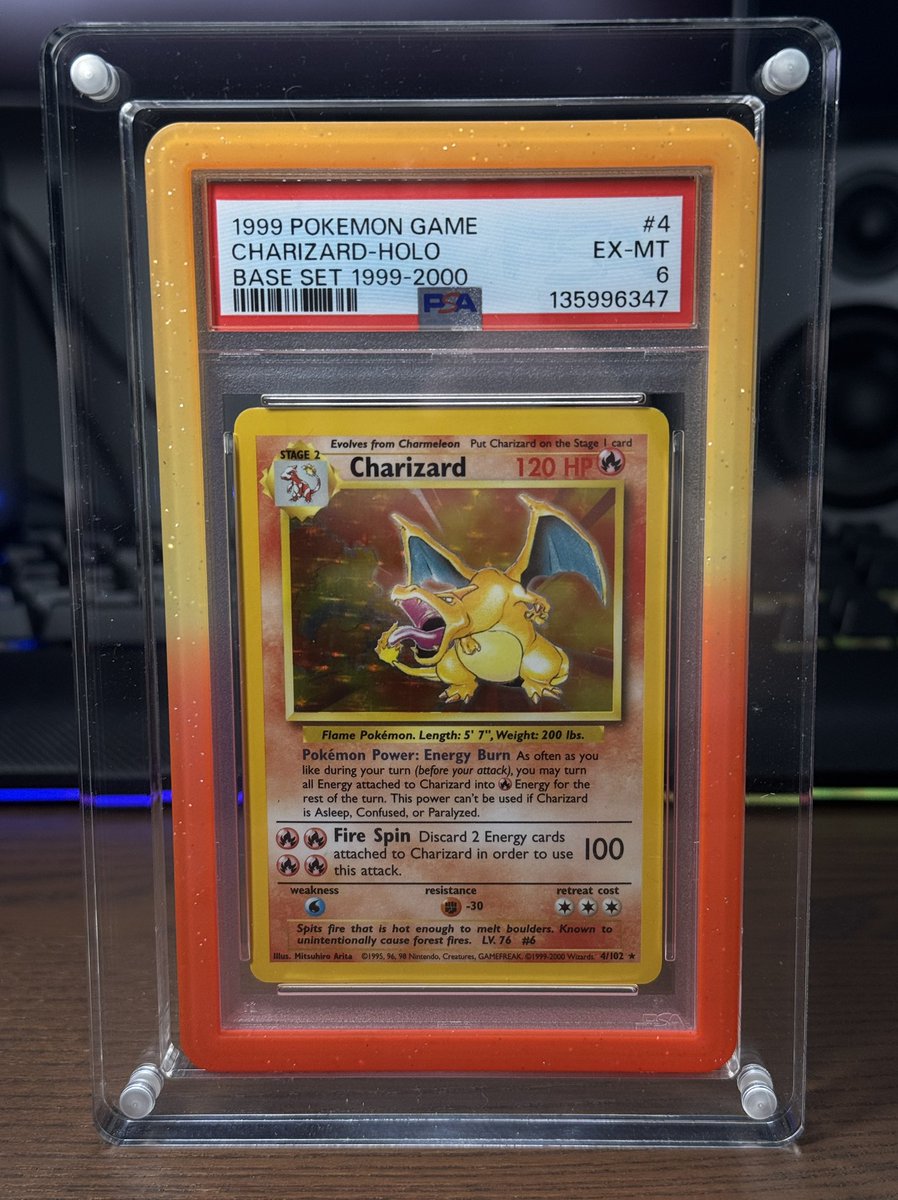 1999 POKEMON GAME #4
CHARIZARD-HOLO EX-MT
BASE SET 1999-2000 6
PSA 135996347
Evolves from Charmeleon Put Charizard on the Stage 1 card
STAGE 2
Charizard 120 HP
Flame Pokémon. Length: 5' 7", Weight: 200 lbs.
Pokémon Power: Energy Burn As often as you
like during your turn (before your attack), you may turn
all Energy attached to Charizard into Energy for the
rest of the turn. This power can't be used if Charizard
is Asleep, Confused, or Paralyzed.
Fire Spin Discard 2 Energy cards
attached to Charizard in order to use 100
this attack.
weakness resistance retreat cost
-30
Spits fire that is hot enough to melt boulders. Known to
unintentionally cause forest fires. LV. 76 #6
Illus. Mitsuhiro Arita ©1995, 96, 98 Nintendo, Creatures, GAMEFREAK. ©1999-2000 Wizards. 4/102 ★
PSA